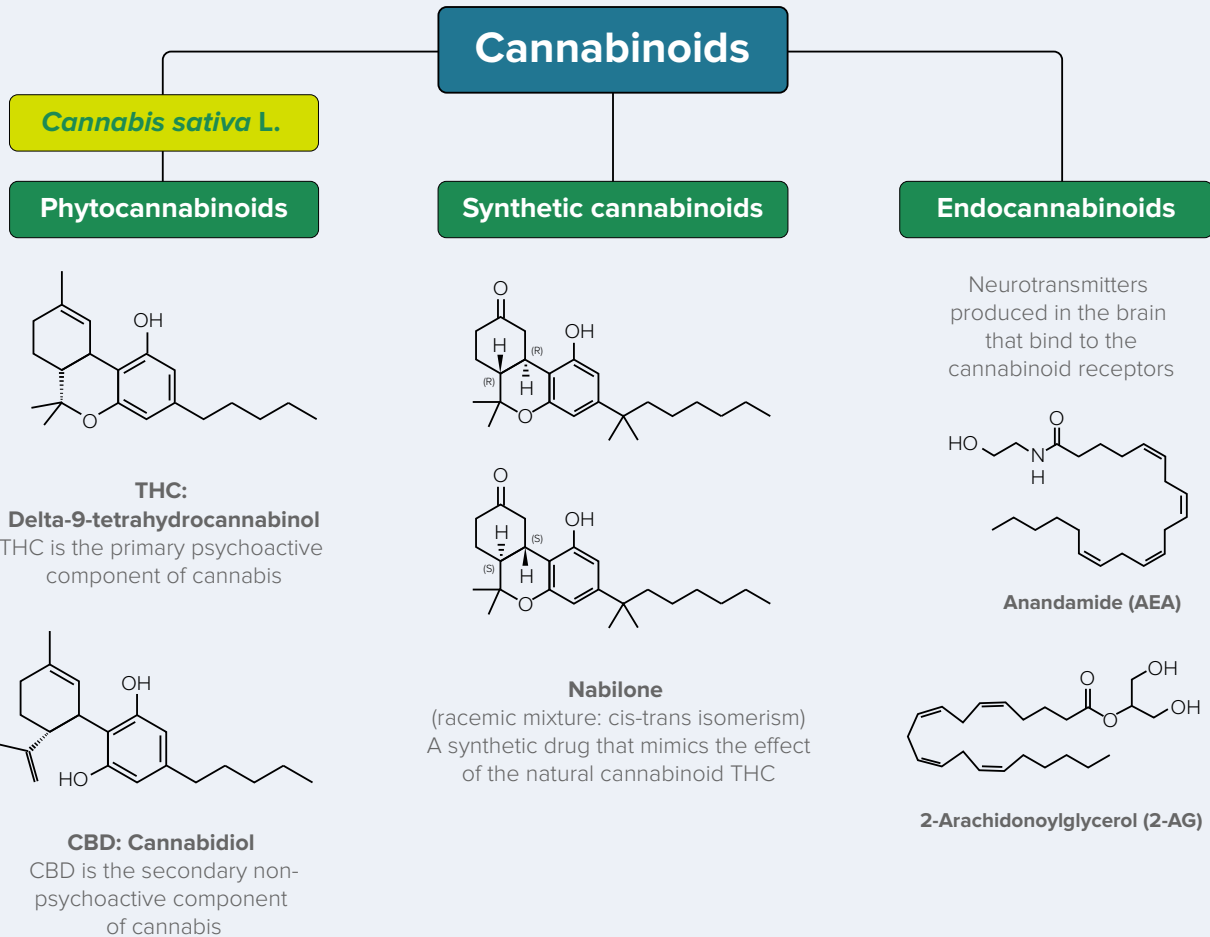 Cannabinoids
Cannabis sativa L.
Phytocannabinoids
OH
O
THC:
Delta-9-tetrahydrocannabinol
THC is the primary psychoactive
component of cannabis
OH
HO
CBD: Cannabidiol
CBD is the secondary non-
psychoactive component
of cannabis
Synthetic cannabinoids
O
OH
H
(R)
(R)
H
O
O
OH
H
(S)
(S)
H
O
Nabilone
(racemic mixture: cis-trans isomerism)
A synthetic drug that mimics the effect
of the natural cannabinoid THC
Endocannabinoids
Neurotransmitters
produced in the brain
that bind to the
cannabinoid receptors
O
HO
N
H
Anandamide (AEA)
O
OH
O
OH
2-Arachidonoylglycerol (2-AG)